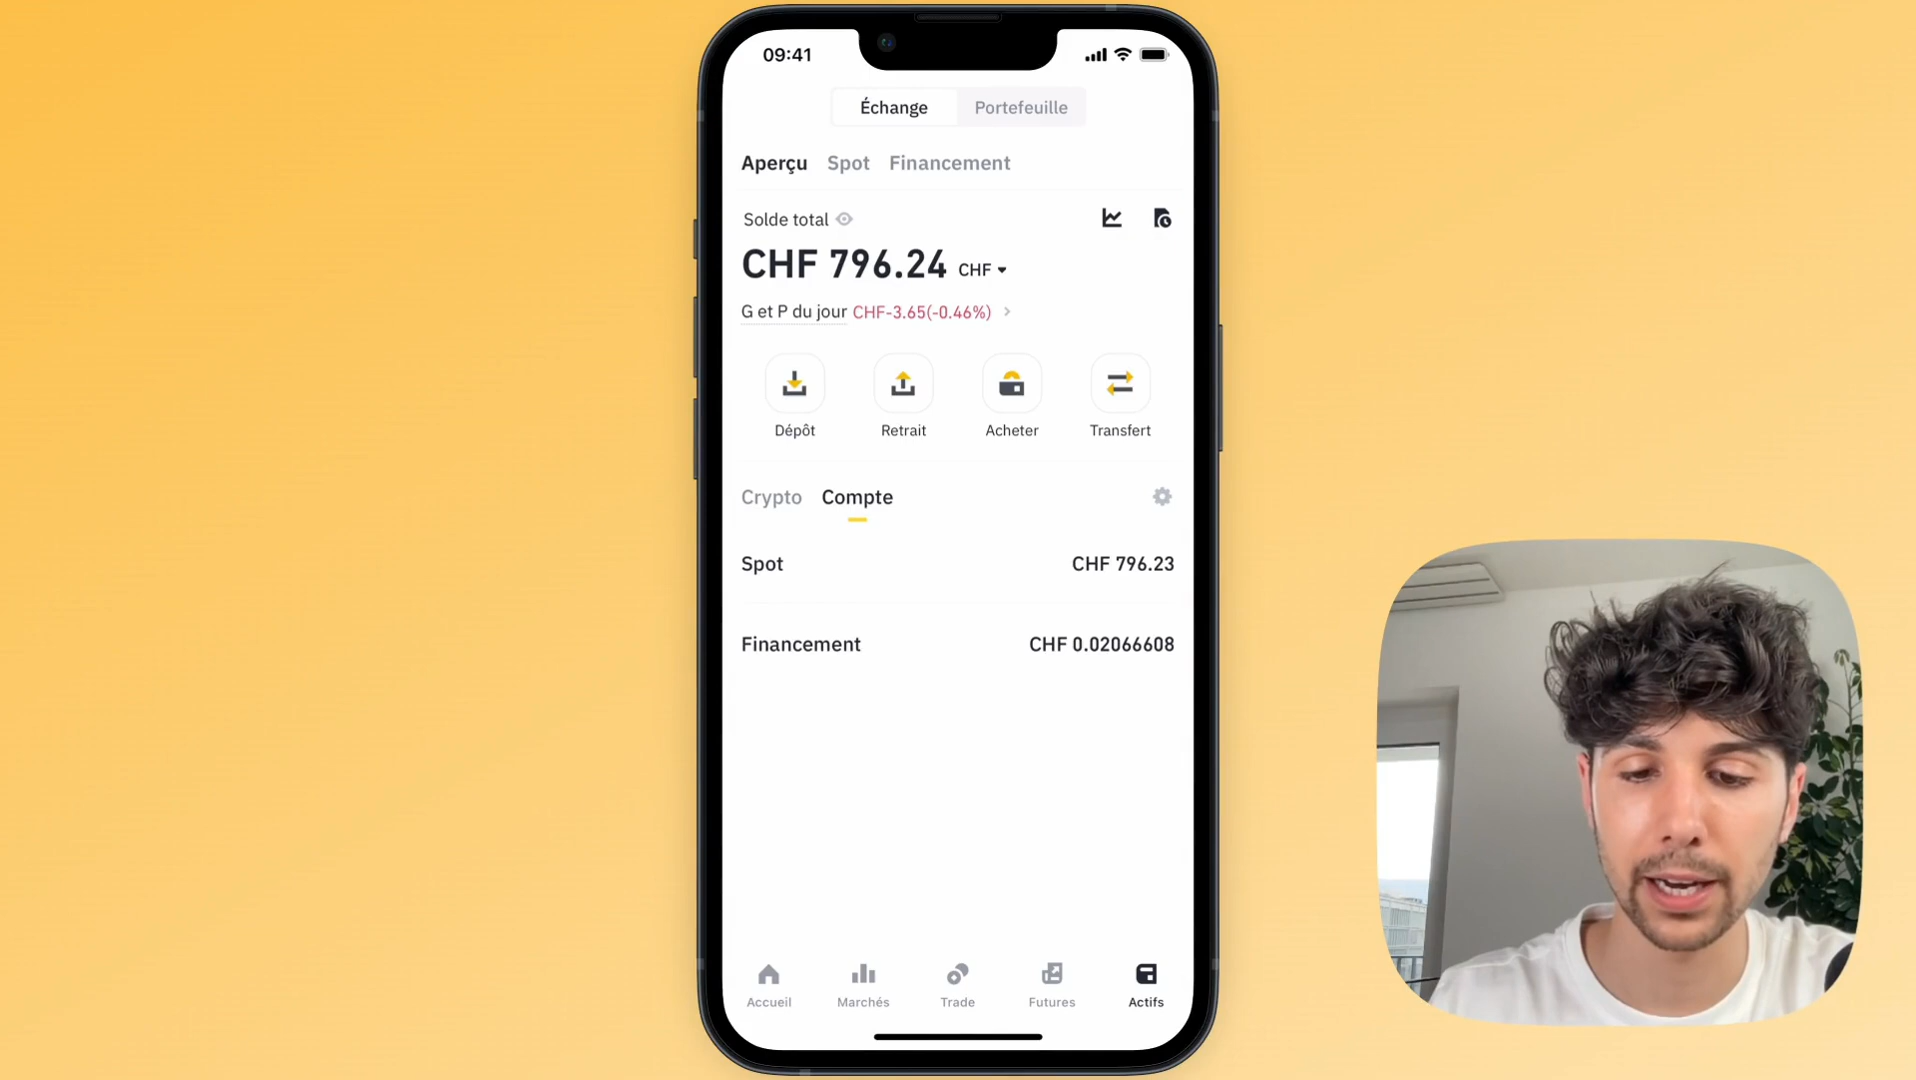 09:41
Échange Portefeuille
Aperçu Spot Financement
Solde total
CHF 796.24 CHF
G et P du jour CHF-3.65(-0.46%)
Dépôt Retrait Acheter Transfert
Crypto Compte
Spot CHF 796.23
Financement CHF 0.02066608
Accueil Marchés Trade Futures Actifs